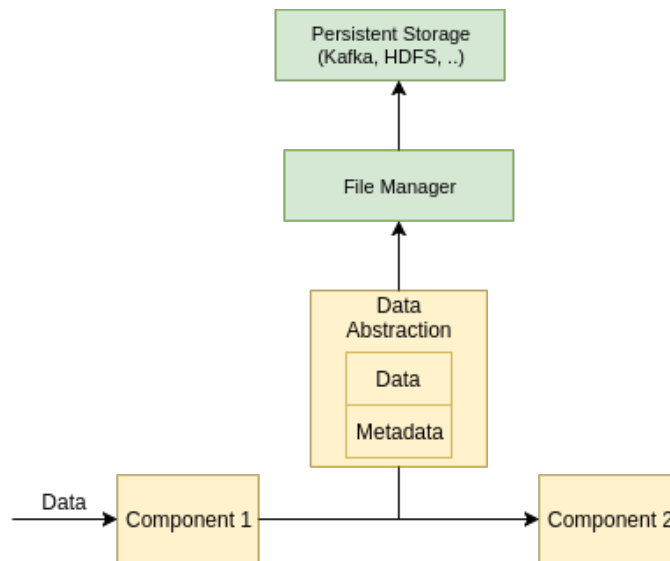 Persistent Storage
(Kafka, HDFS, ..)
File Manager
Data
Abstraction
Data
Metadata
Data
Component 1
Component 2